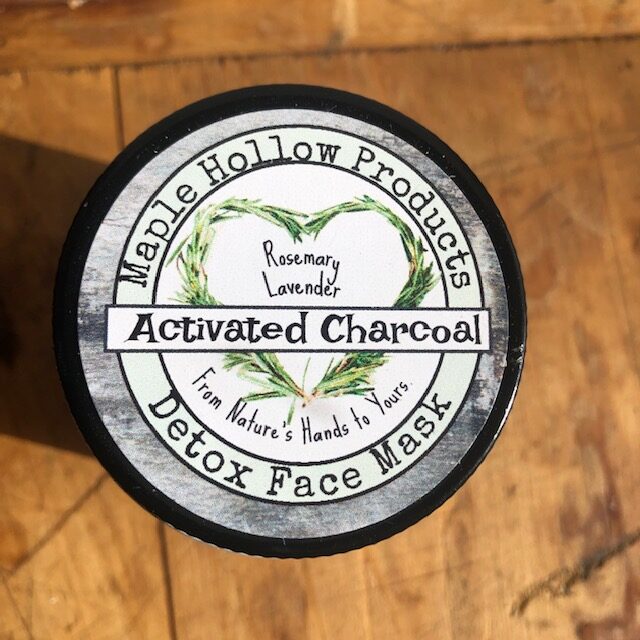 Maple Hollow Products
Rosemary
Lavender
Activated Charcoal
From Nature's Hands to Yours.
Detox Face Mask